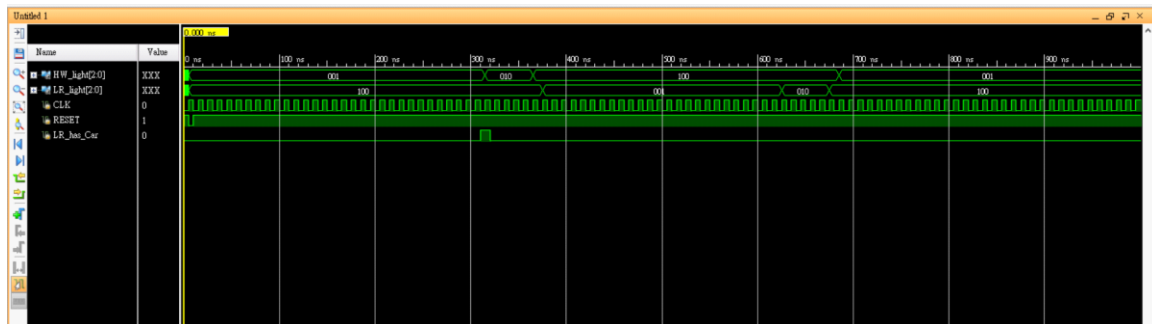 Untitled 1
0.000 ns
Name Value
0 ns 100 ns 200 ns 300 ns 400 ns 500 ns 600 ns 700 ns 800 ns 900 ns
HW_light[2:0] XXX 001 010 100 001
LR_light[2:0] XXX 100 001 010 100
CLK 0
RESET 1
LR_has_Car 0